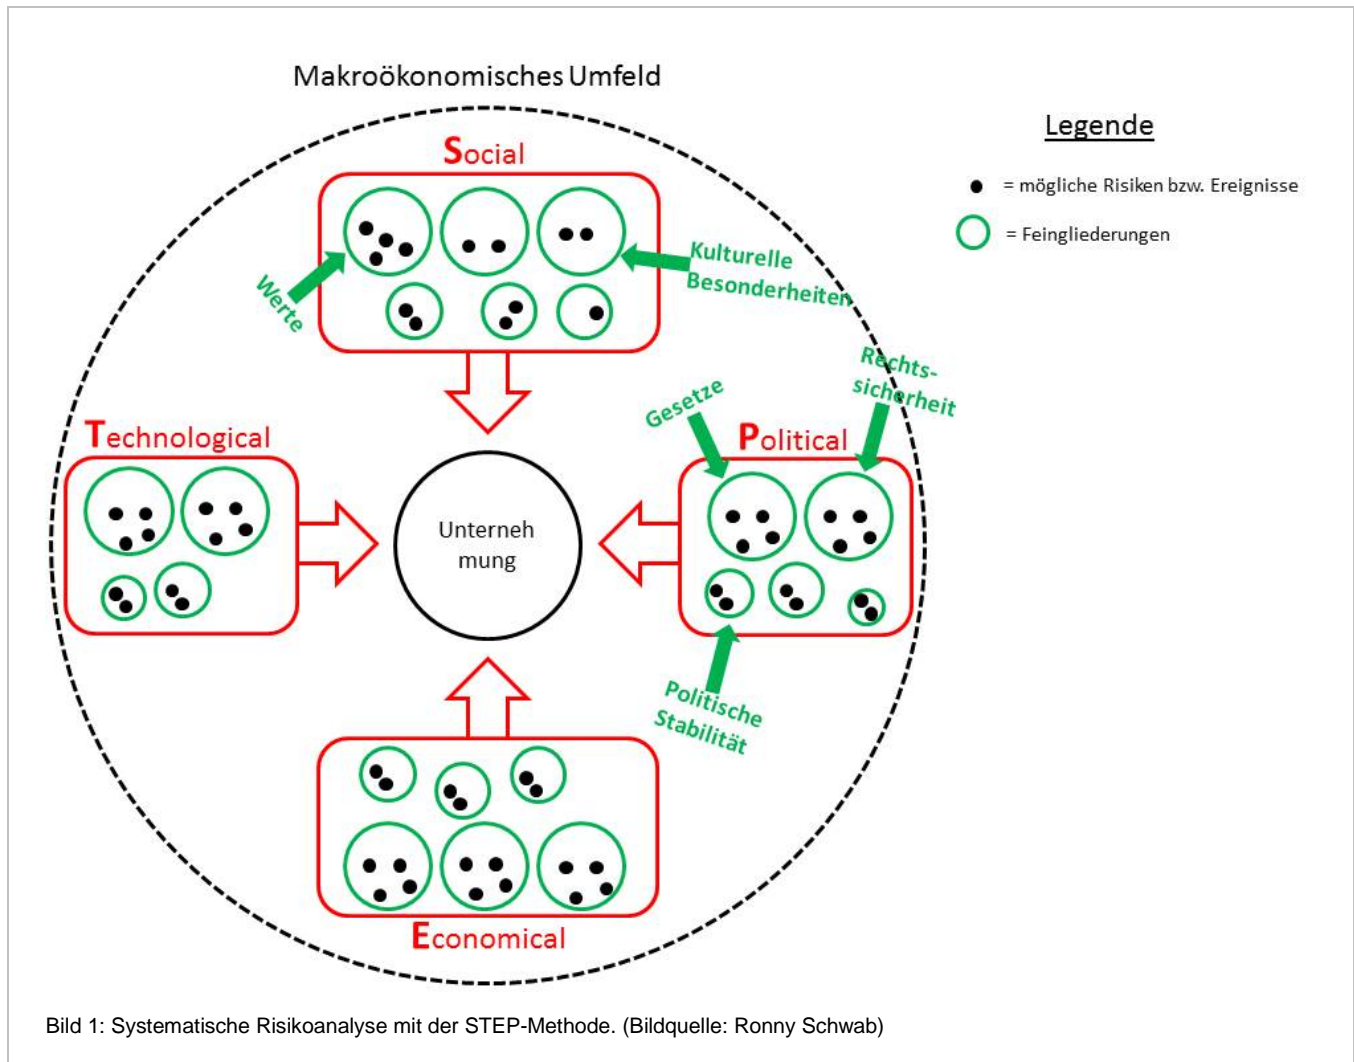 Makroökonomisches Umfeld
Legende
= mögliche Risiken bzw. Ereignisse
= Feingliederungen
Social
Werte
Kulturelle
Besonderheiten
Technological
Gesetze
Rechts-
sicherheit
Political
Unterneh
mung
Politische
Stabilität
Economical
Bild 1: Systematische Risikoanalyse mit der STEP-Methode. (Bildquelle: Ronny Schwab)